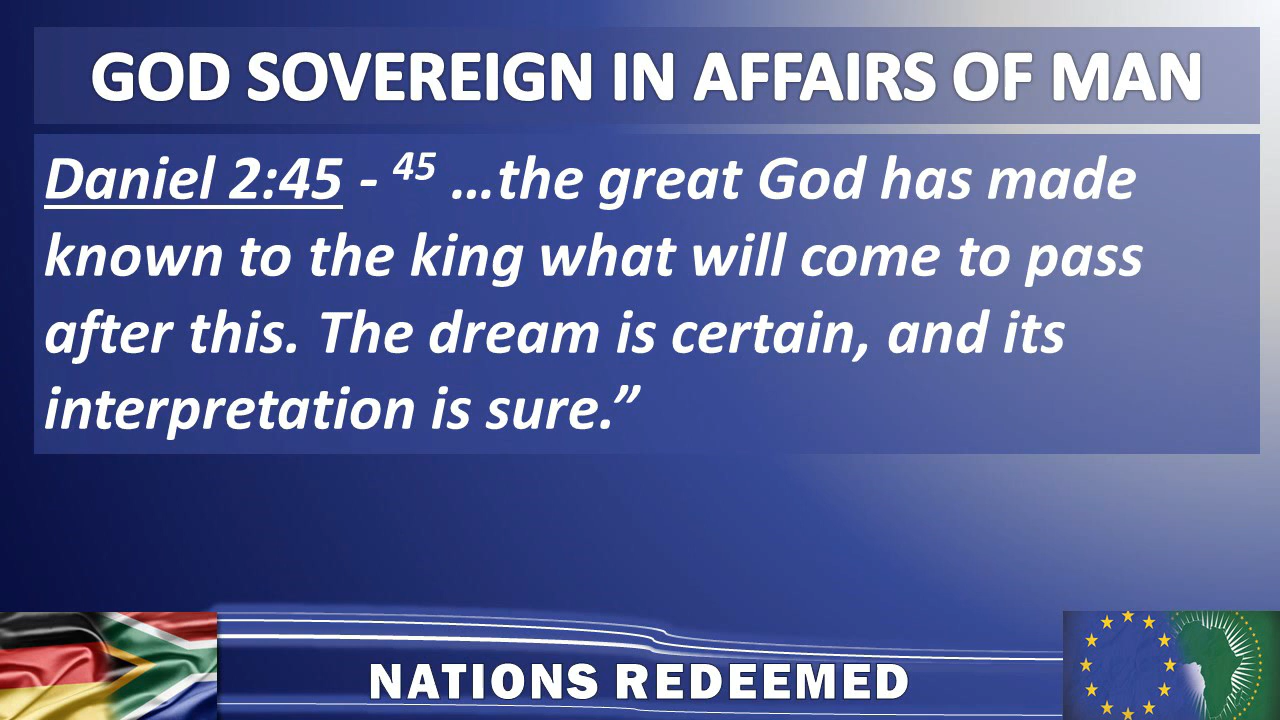 GOD SOVEREIGN IN AFFAIRS OF MAN
Daniel 2:45 - 45 …the great God has made
known to the king what will come to pass
after this. The dream is certain, and its
interpretation is sure.”
NATIONS REDEEMED